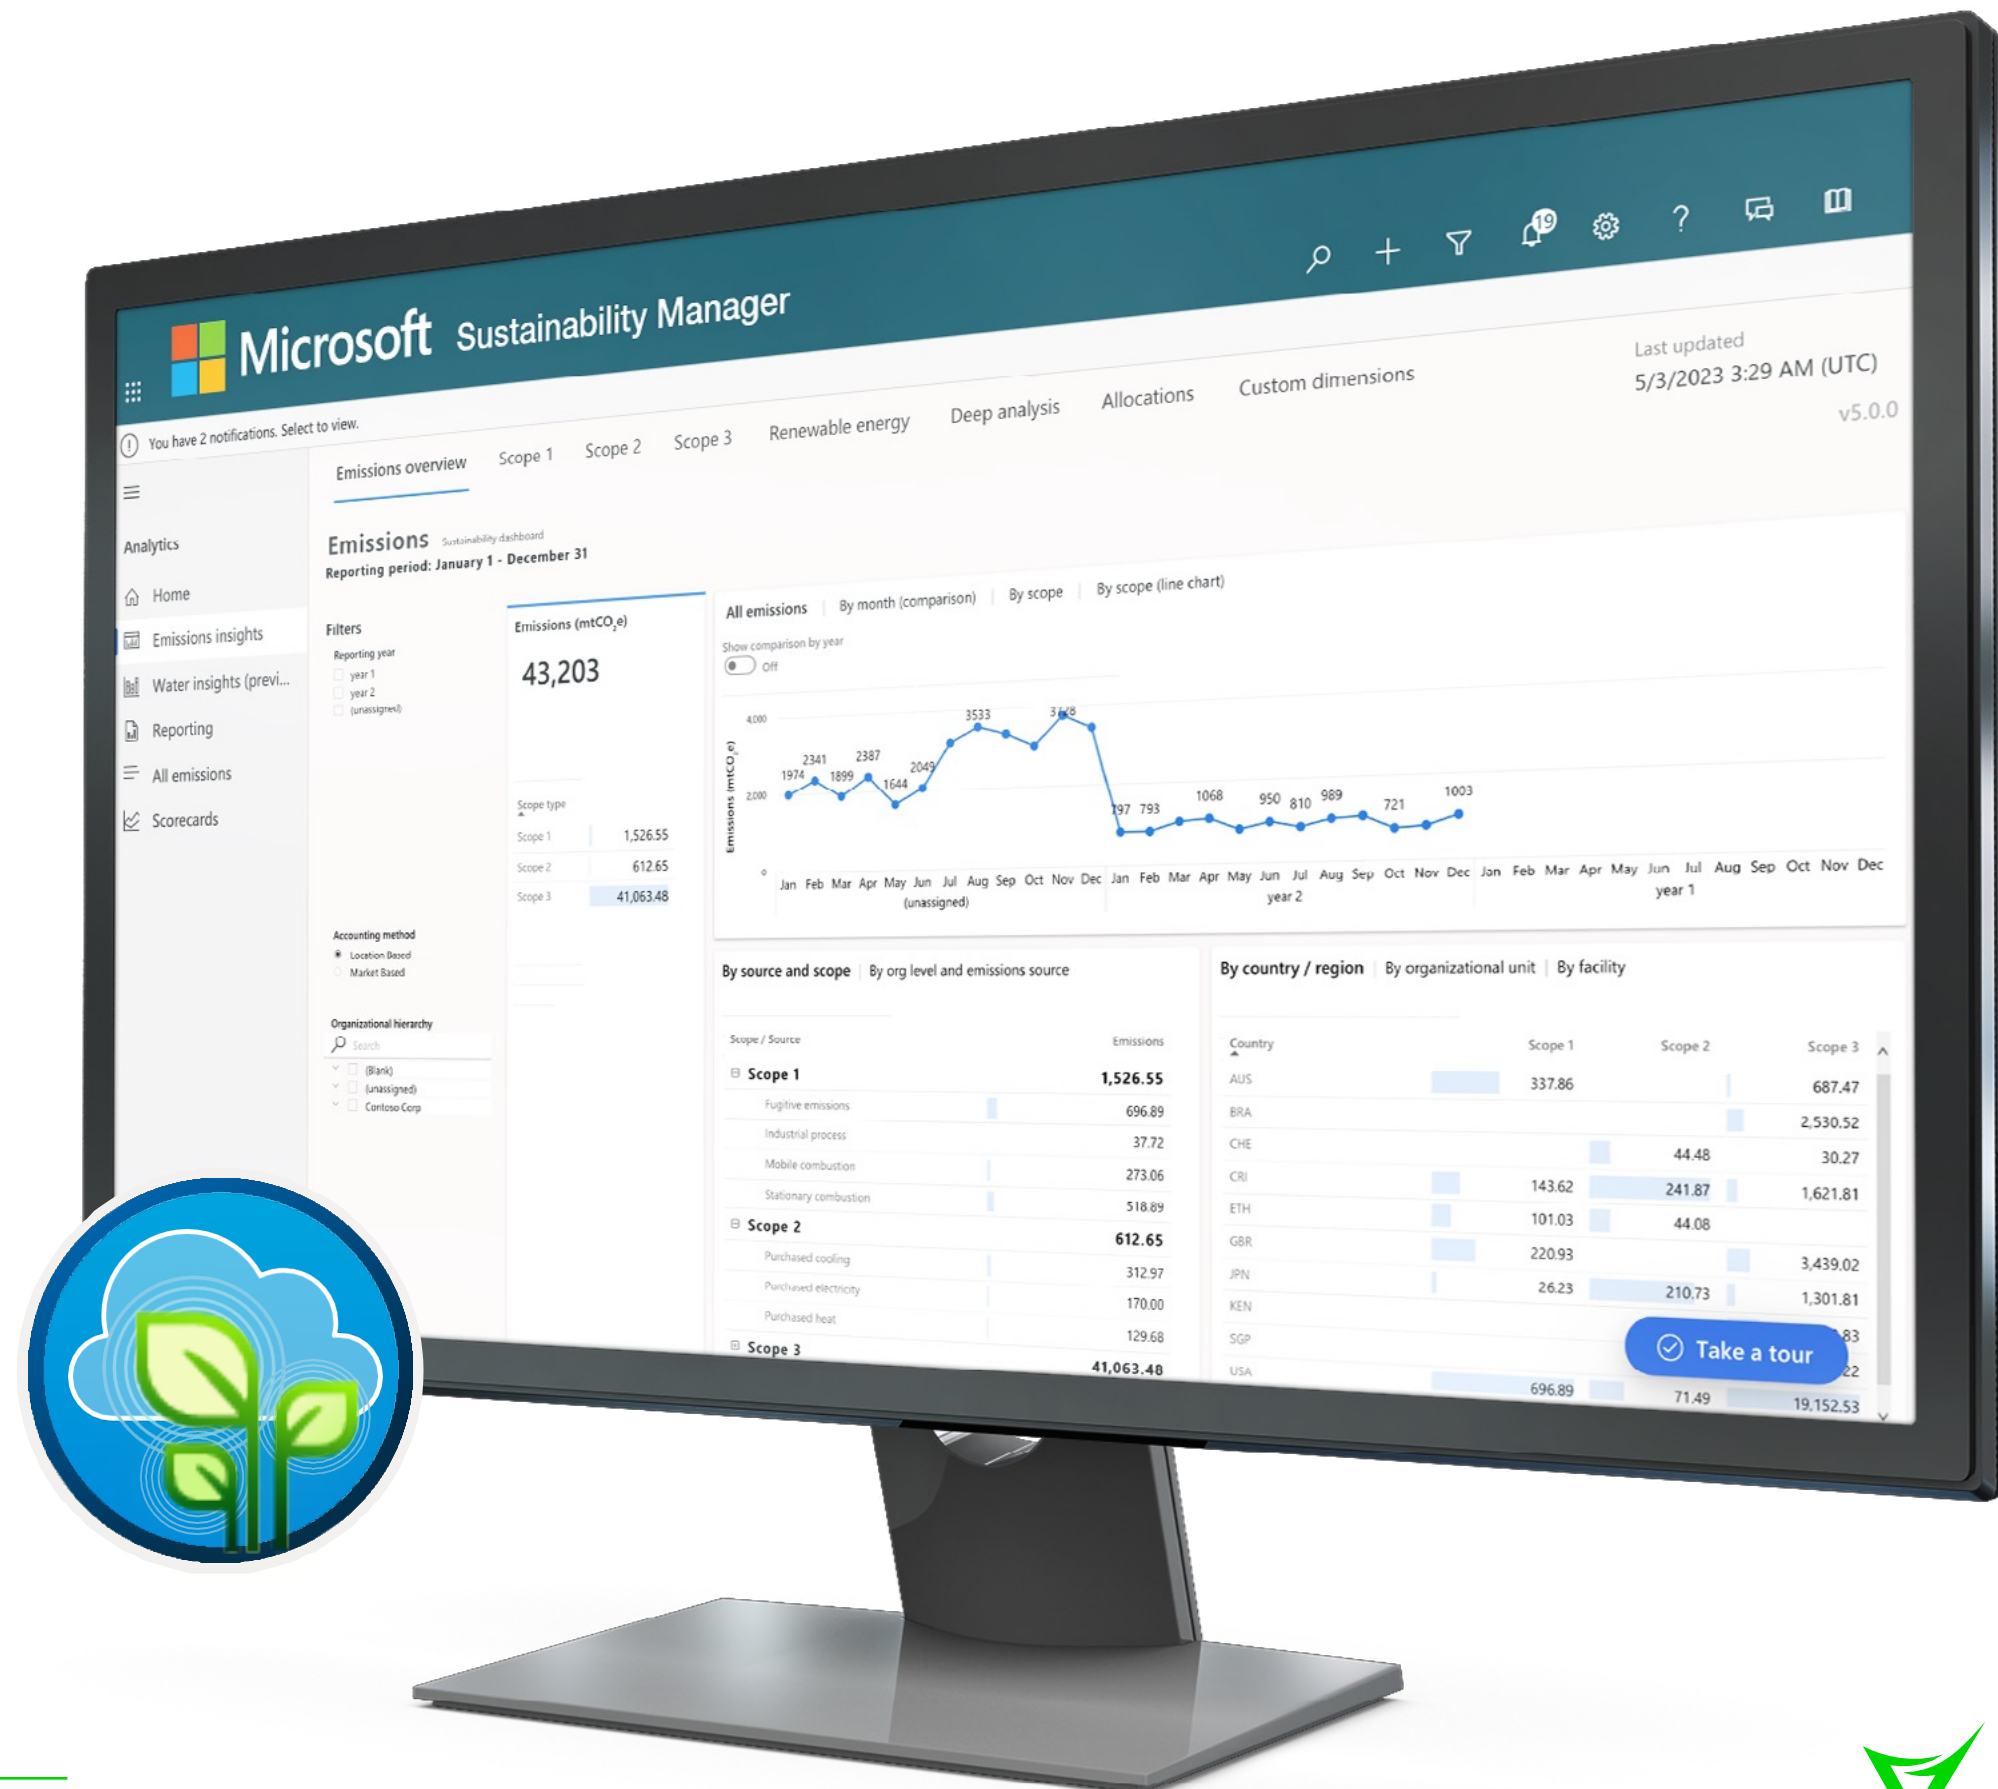 Microsoft Sustainability Manager
19
You have 2 notifications. Select to view.
Last updated
5/3/2023 3:29 AM (UTC)
v5.0.0
Emissions overview Scope 1 Scope 2 Scope 3 Renewable energy Deep analysis Allocations Custom dimensions
Analytics
Home
Emissions insights
Water insights (previ...
Reporting
All emissions
Scorecards
Emissions Sustainability dashboard
Reporting period: January 1 - December 31
Filters
Reporting year
year 1
year 2
(unassigned)
Accounting method
Location Based
Market Based
Organizational hierarchy
Search
(Blank)
(unassigned)
Contoso Corp
Emissions (mtCO₂e)
43,203
Scope type
Scope 1 1,526.55
Scope 2 612.65
Scope 3 41,063.48
All emissions By month (comparison) By scope By scope (line chart)
Show comparison by year
Off
Emissions (mtCO₂e)
4,000
2,000
0
1974 2341 1899 2387 1644 2049 3533 3728 797 793 1068 950 810 989 721 1003
Jan Feb Mar Apr May Jun Jul Aug Sep Oct Nov Dec Jan Feb Mar Apr May Jun Jul Aug Sep Oct Nov Dec Jan Feb Mar Apr May Jun Jul Aug Sep Oct Nov Dec
(unassigned) year 2 year 1
By source and scope By org level and emissions source
Scope / Source Emissions
Scope 1 1,526.55
Fugitive emissions 696.89
Industrial process 37.72
Mobile combustion 273.06
Stationary combustion 518.89
Scope 2 612.65
Purchased cooling 312.97
Purchased electricity 170.00
Purchased heat 129.68
Scope 3 41,063.48
By country / region By organizational unit By facility
Country Scope 1 Scope 2 Scope 3
AUS 337.86 687.47
BRA 2,530.52
CHE 44.48 30.27
CRI 143.62 241.87 1,621.81
ETH 101.03 44.08
GBR 220.93 3,439.02
JPN 26.23 210.73 1,301.81
KEN 83
SGP 22
USA 696.89 71.49 19,152.53
Take a tour